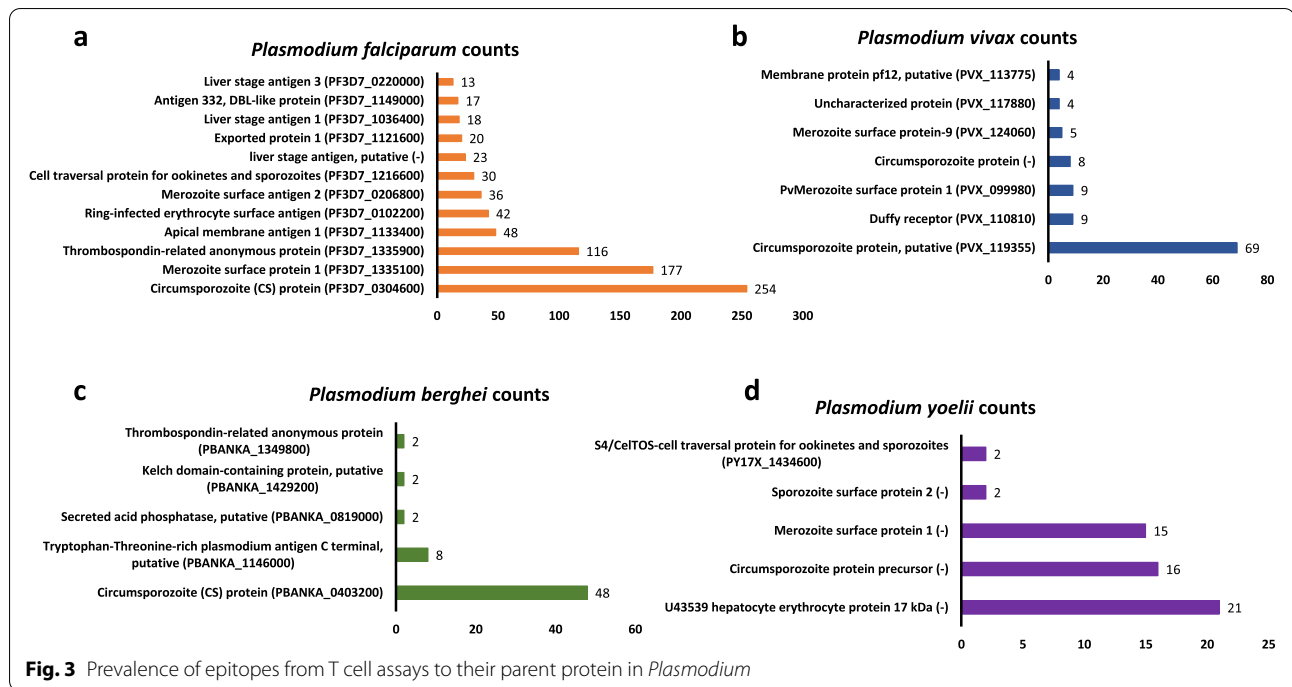 a
Plasmodium falciparum counts
Liver stage antigen 3 (PF3D7_0220000) 13
Antigen 332, DBL-like protein (PF3D7_1149000) 17
Liver stage antigen 1 (PF3D7_1036400) 18
Exported protein 1 (PF3D7_1121600) 20
liver stage antigen, putative (-) 23
Cell traversal protein for ookinetes and sporozoites (PF3D7_1216600) 30
Merozoite surface antigen 2 (PF3D7_0206800) 36
Ring-infected erythrocyte surface antigen (PF3D7_0102200) 42
Apical membrane antigen 1 (PF3D7_1133400) 48
Thrombospondin-related anonymous protein (PF3D7_1335900) 116
Merozoite surface protein 1 (PF3D7_1335100) 177
Circumsporozoite (CS) protein (PF3D7_0304600) 254
0 50 100 150 200 250 300
b
Plasmodium vivax counts
Membrane protein pf12, putative (PVX_113775) 4
Uncharacterized protein (PVX_117880) 4
Merozoite surface protein-9 (PVX_124060) 5
Circumsporozoite protein (-) 8
PvMerozoite surface protein 1 (PVX_099980) 9
Duffy receptor (PVX_110810) 9
Circumsporozoite protein, putative (PVX_119355) 69
0 20 40 60 80
c
Plasmodium berghei counts
Thrombospondin-related anonymous protein
(PBANKA_1349800) 2
Kelch domain-containing protein, putative
(PBANKA_1429200) 2
Secreted acid phosphatase, putative (PBANKA_0819000) 2
Tryptophan-Threonine-rich plasmodium antigen C terminal,
putative (PBANKA_1146000) 8
Circumsporozoite (CS) protein (PBANKA_0403200) 48
0 20 40 60
d
Plasmodium yoelii counts
S4/CelTOS-cell traversal protein for ookinetes and sporozoites
(PY17X_1434600) 2
Sporozoite surface protein 2 (-) 2
Merozoite surface protein 1 (-) 15
Circumsporozoite protein precursor (-) 16
U43539 hepatocyte erythrocyte protein 17 kDa (-) 21
0 5 10 15 20 25
Fig. 3 Prevalence of epitopes from T cell assays to their parent protein in Plasmodium